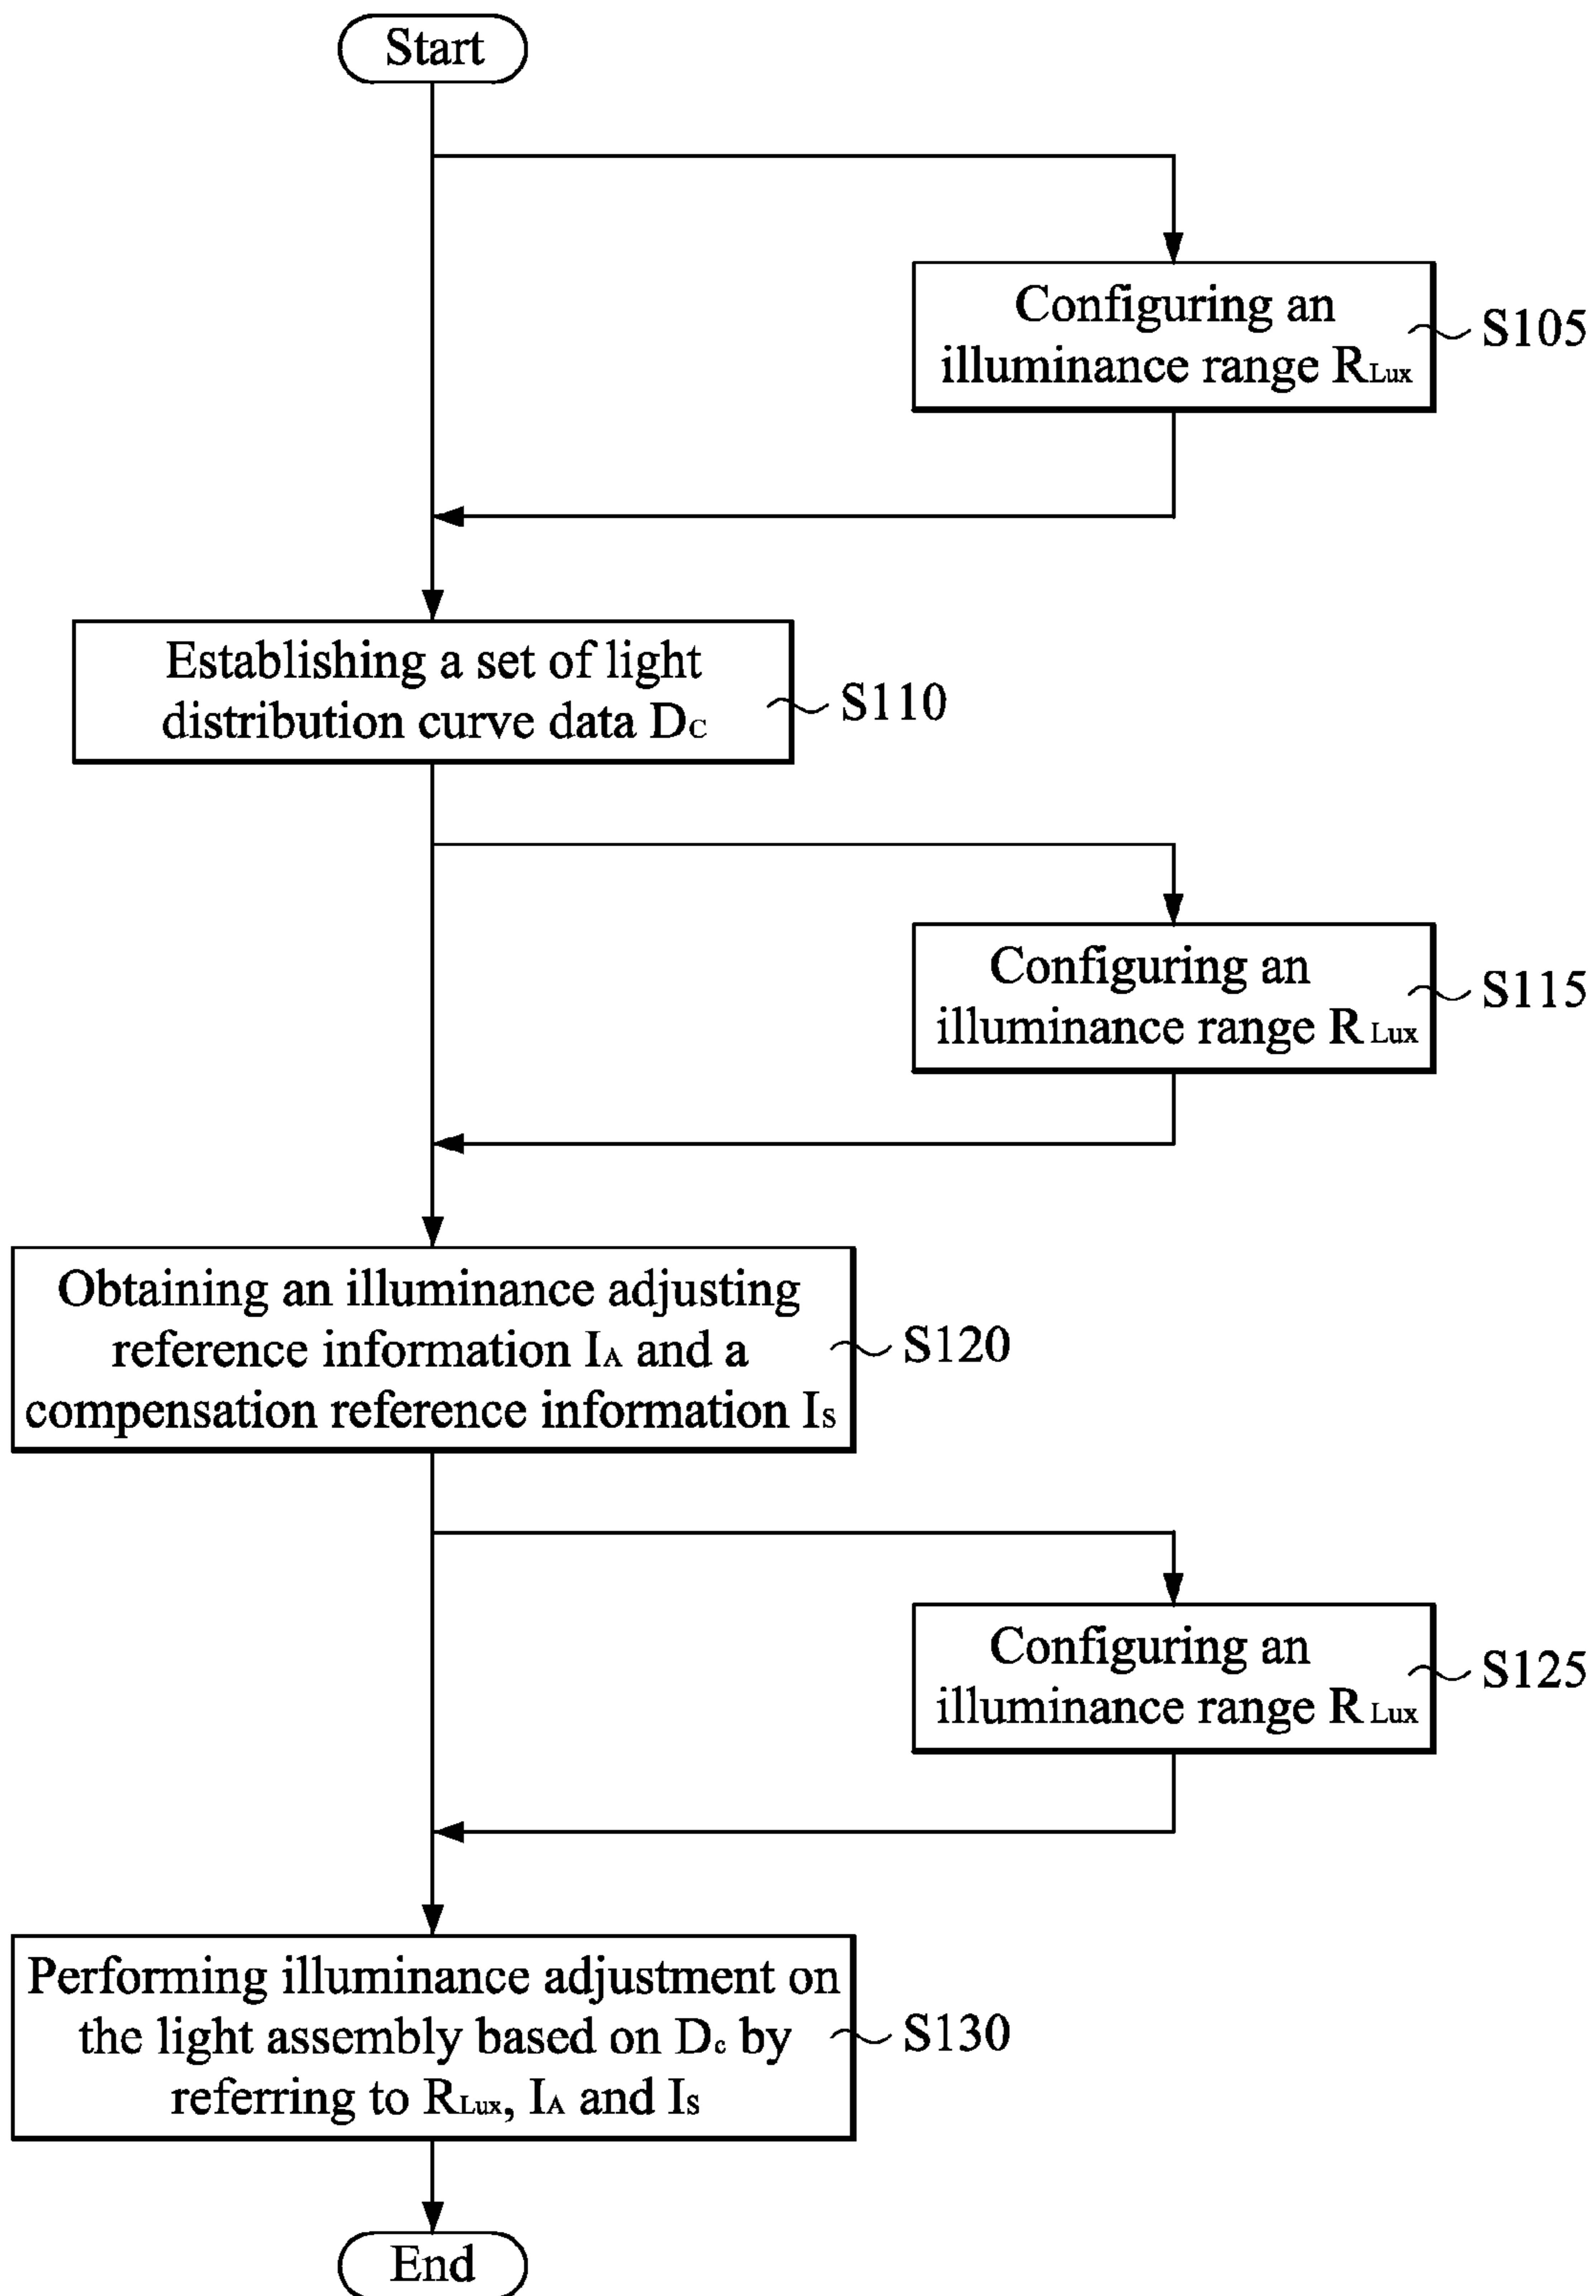 Start
Configuring an
illuminance range RLux
S105
Establishing a set of light
distribution curve data DC
S110
Configuring an
illuminance range R Lux
S115
Obtaining an illuminance adjusting
reference information IA and a
compensation reference information IS
S120
Configuring an
illuminance range R Lux
S125
Performing illuminance adjustment on
the light assembly based on Dc by
referring to RLux, IA and IS
S130
End